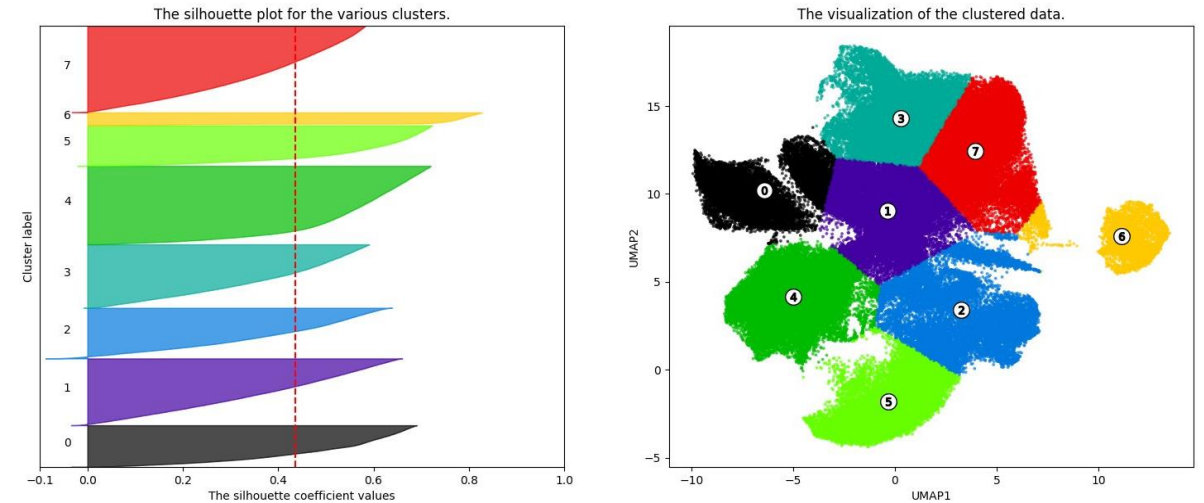 The silhouette plot for the various clusters.
Cluster label
7
6
5
4
3
2
1
0
−0.1 0.0 0.2 0.4 0.6 0.8 1.0
The silhouette coefficient values
The visualization of the clustered data.
UMAP2
15
10
5
0
−5
3
7
0
1
6
4
2
5
−10 −5 0 5 10
UMAP1